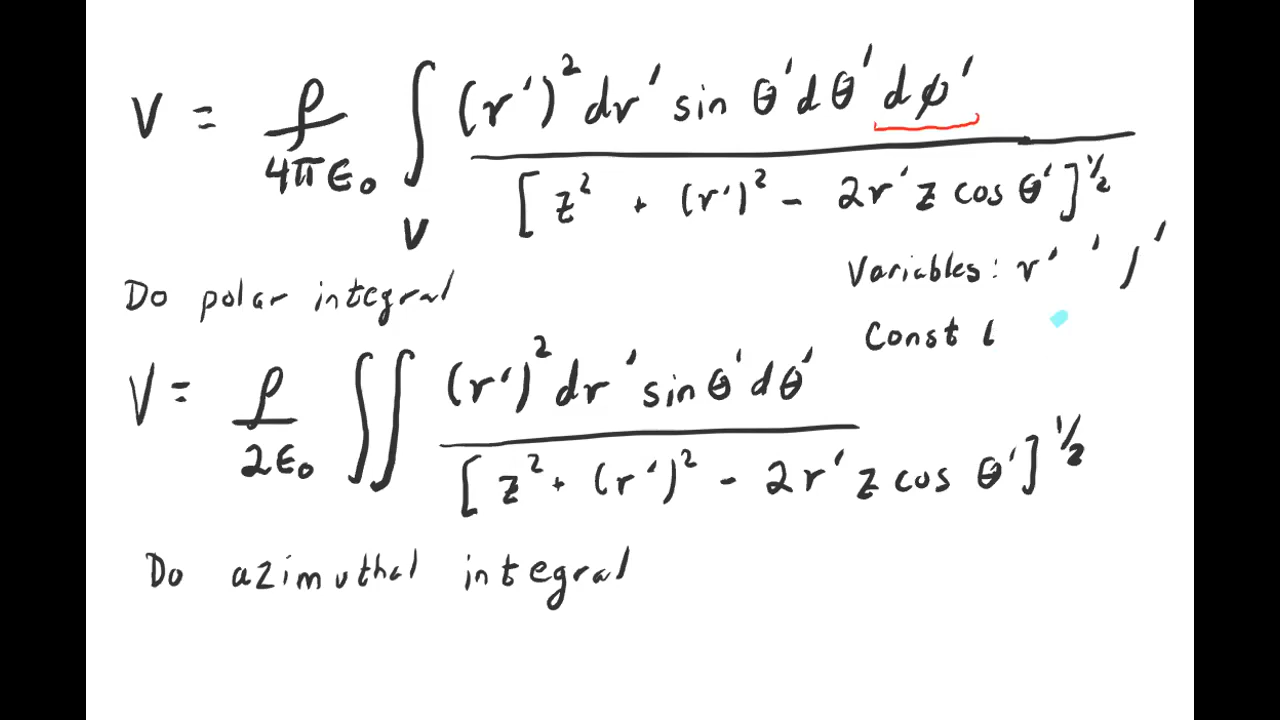 V = ρ/4πϵ₀ ∫_V (r′)² dr′ sin θ′ dθ′ dφ′ / [z² + (r′)² − 2r′z cos θ′]^½
Variables: r′ ′ ′
Do polar integral
Const
V = ρ/2ϵ₀ ∬ (r′)² dr′ sin θ′ dθ′ / [z² + (r′)² − 2r′z cos θ′]^½
Do azimuthal integral